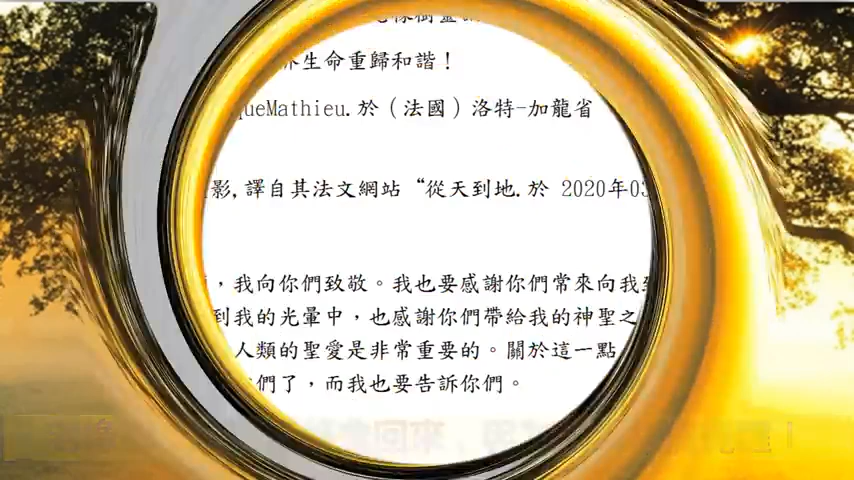 生命重歸和諧！
ueMathieu.於（法國）洛特-加龍省
影,譯自其法文網站“從天到地.於 2020年03
，我向你們致敬。我也要感謝你們常來向我
到我的光暈中，也感謝你們帶給我的神聖之
人類的聖愛是非常重要的。關於這一點
們了，而我也要告訴你們。
回來